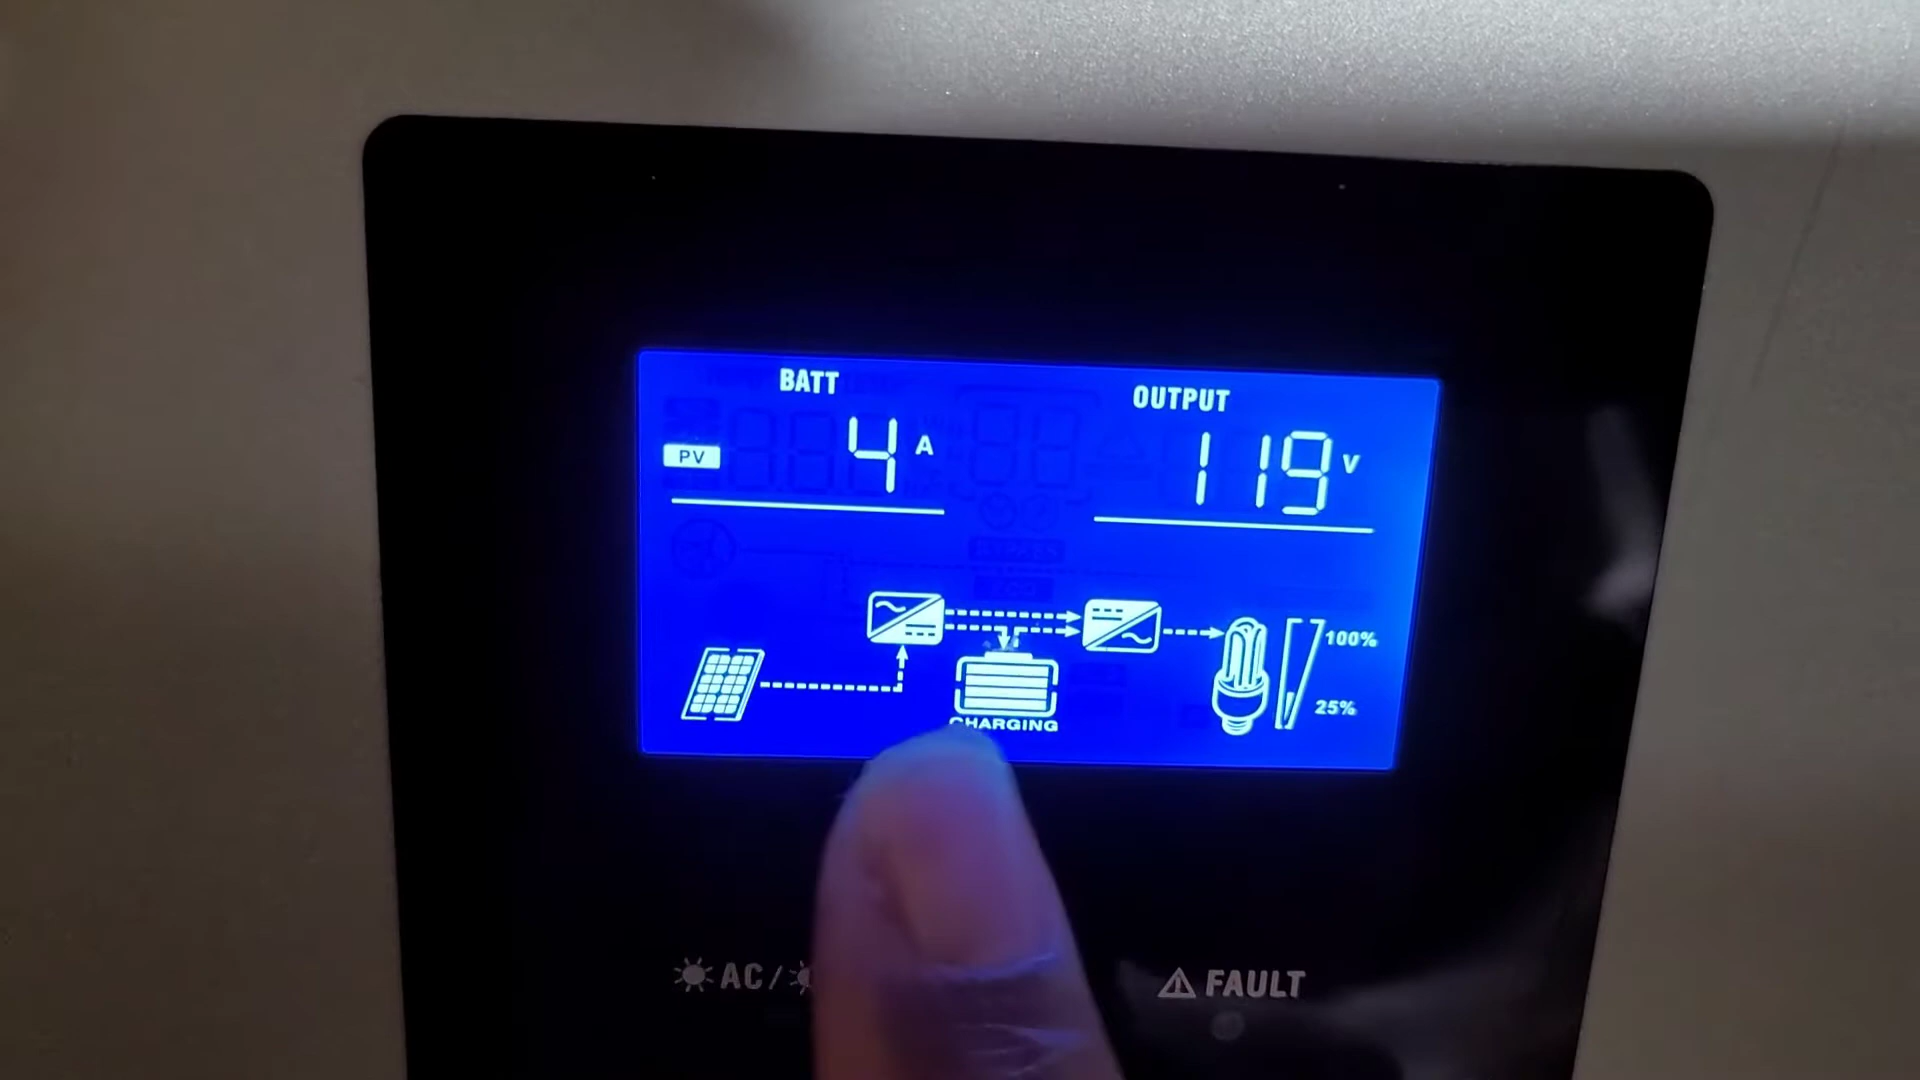 BATT
OUTPUT
PV 4 A
119 V
100%
25%
CHARGING
AC/
FAULT